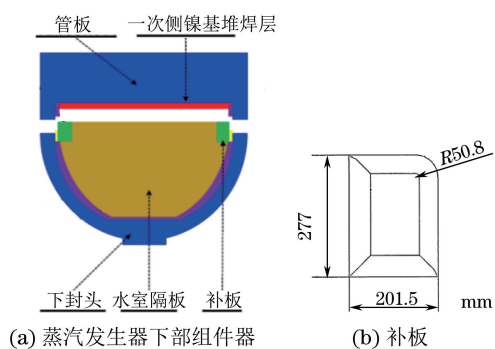 管板
一次侧镍基堆焊层
下封头
水室隔板
补板
(a) 蒸汽发生器下部组件器
R50.8
277
201.5
mm
(b) 补板